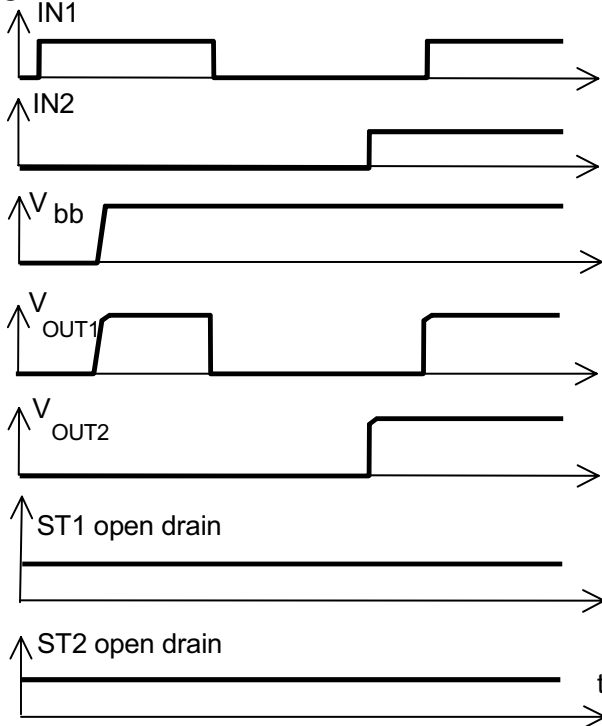 IN1
IN2
V bb
V OUT1
V OUT2
ST1 open drain
ST2 open drain
t